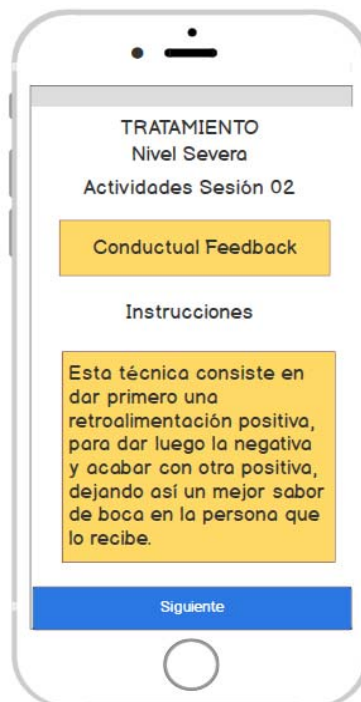 TRATAMIENTO
Nivel Severa
Actividades Sesión 02
Conductual Feedback
Instrucciones
Esta técnica consiste en
dar primero una
retroalimentación positiva,
para dar luego la negativa
y acabar con otra positiva,
dejando así un mejor sabor
de boca en la persona que
lo recibe.
Siguiente